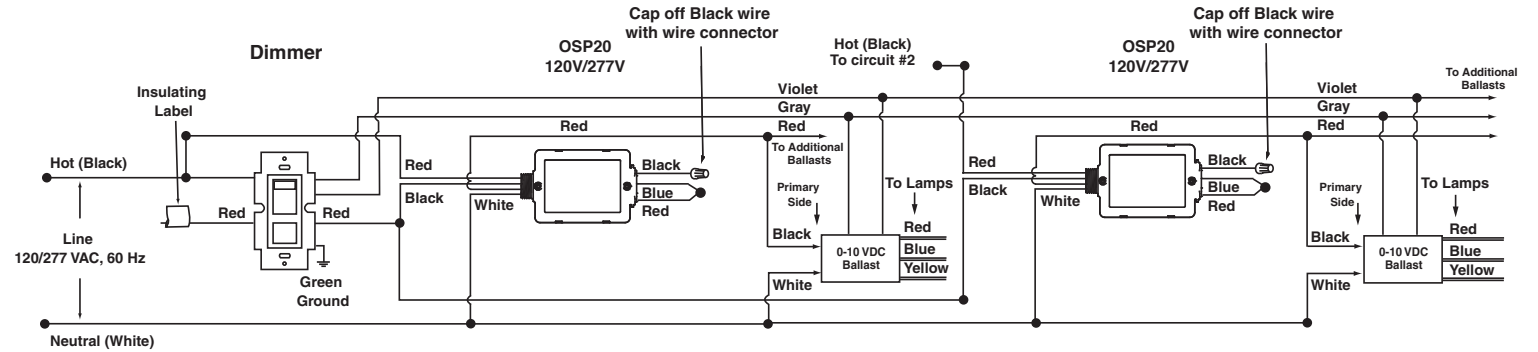 Cap off Black wire
with wire connector
Cap off Black wire
with wire connector
Dimmer
OSP20
120V/277V
Hot (Black)
To circuit #2
OSP20
120V/277V
To Additional
Ballasts
Insulating
Label
Violet
Gray
Red
Red
Violet
Gray
Red
Red
To Additional
Ballasts
Hot (Black)
Red
Black
White
Black
Blue
Red
Primary
Side
To Lamps
Red
Black
White
Black
Blue
Red
Primary
Side
To Lamps
Red
Red
Line
120/277 VAC, 60 Hz
Green
Ground
Black
White
0-10 VDC
Ballast
Red
Blue
Yellow
Black
White
0-10 VDC
Ballast
Red
Blue
Yellow
Neutral (White)